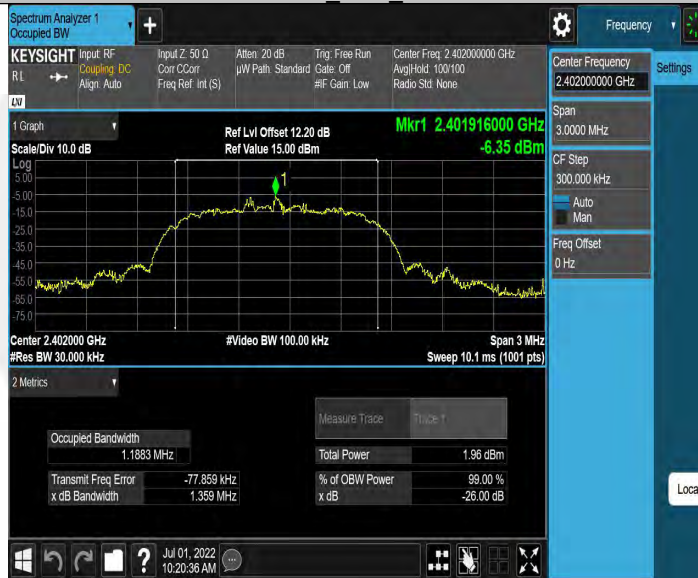 Spectrum Analyzer 1
Occupied BW
Frequency
KEYSIGHT
Input: RF
Coupling: DC
Align: Auto
Input Z: 50 Ω
Corr CCorr
Freq Ref: Int (S)
Atten: 20 dB
µW Path: Standard
Trig: Free Run
Gate: Off
#IF Gain: Low
Center Freq: 2.402000000 GHz
Avg|Hold: 100/100
Radio Std: None
RL
LXI
Center Frequency
2.402000000 GHz
Settings
Span
3.0000 MHz
CF Step
300.000 kHz
Auto
Man
Freq Offset
0 Hz
1 Graph
Scale/Div 10.0 dB
Ref Lvl Offset 12.20 dB
Ref Value 15.00 dBm
Mkr1 2.401916000 GHz
-6.35 dBm
Log
5.00
-5.00
-15.0
-25.0
-35.0
-45.0
-55.0
-65.0
-75.0
1
Center 2.402000 GHz
#Res BW 30.000 kHz
#Video BW 100.00 kHz
Span 3 MHz
Sweep 10.1 ms (1001 pts)
2 Metrics
Measure Trace
Trace 1
Occupied Bandwidth
1.1883 MHz
Total Power
1.96 dBm
Transmit Freq Error
-77.859 kHz
% of OBW Power
99.00 %
x dB Bandwidth
1.359 MHz
x dB
-26.00 dB
Loca
?
Jul 01, 2022
10:20:36 AM